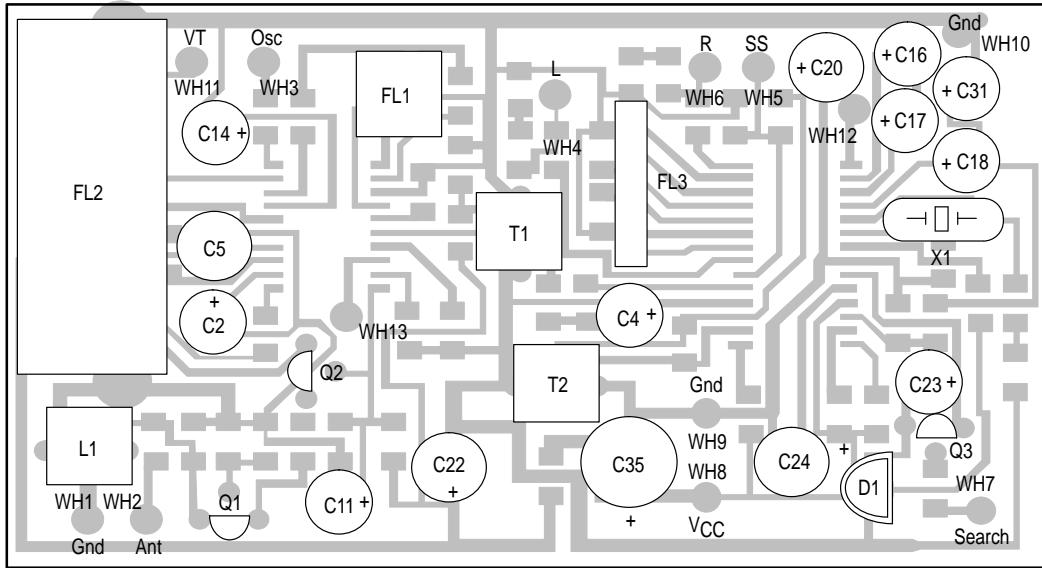 VT
Osc
R
SS
Gnd
WH10
WH11
WH3
FL1
L
WH6
WH5
C20
C16
C31
C14
WH12
C17
WH4
C18
FL2
FL3
C5
T1
X1
C2
C4
WH13
Q2
T2
Gnd
C23
L1
WH9
C22
C35
C24
Q3
WH8
WH1
WH2
C11
Q1
D1
WH7
Gnd
Ant
VCC
Search